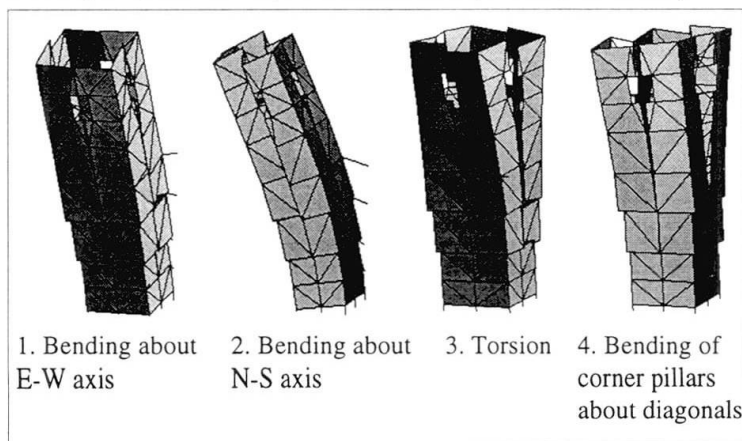 1. Bending about
E-W axis
2. Bending about
N-S axis
3. Torsion
4. Bending of
corner pillars
about diagonals